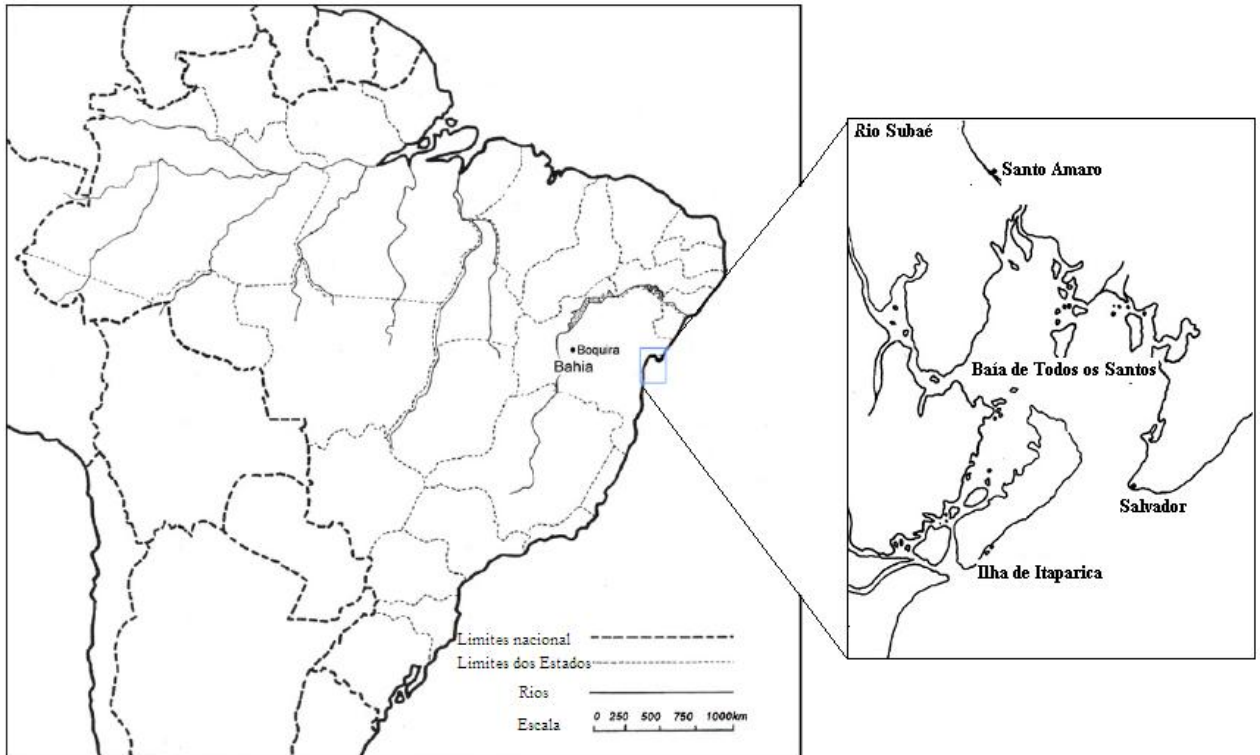 Boquira
Bahia
Limites nacional
Limites dos Estados
Rios
Escala
0 250 500 750 1000km
Rio Subaé
Santo Amaro
Baía de Todos os Santos
Salvador
Ilha de Itaparica